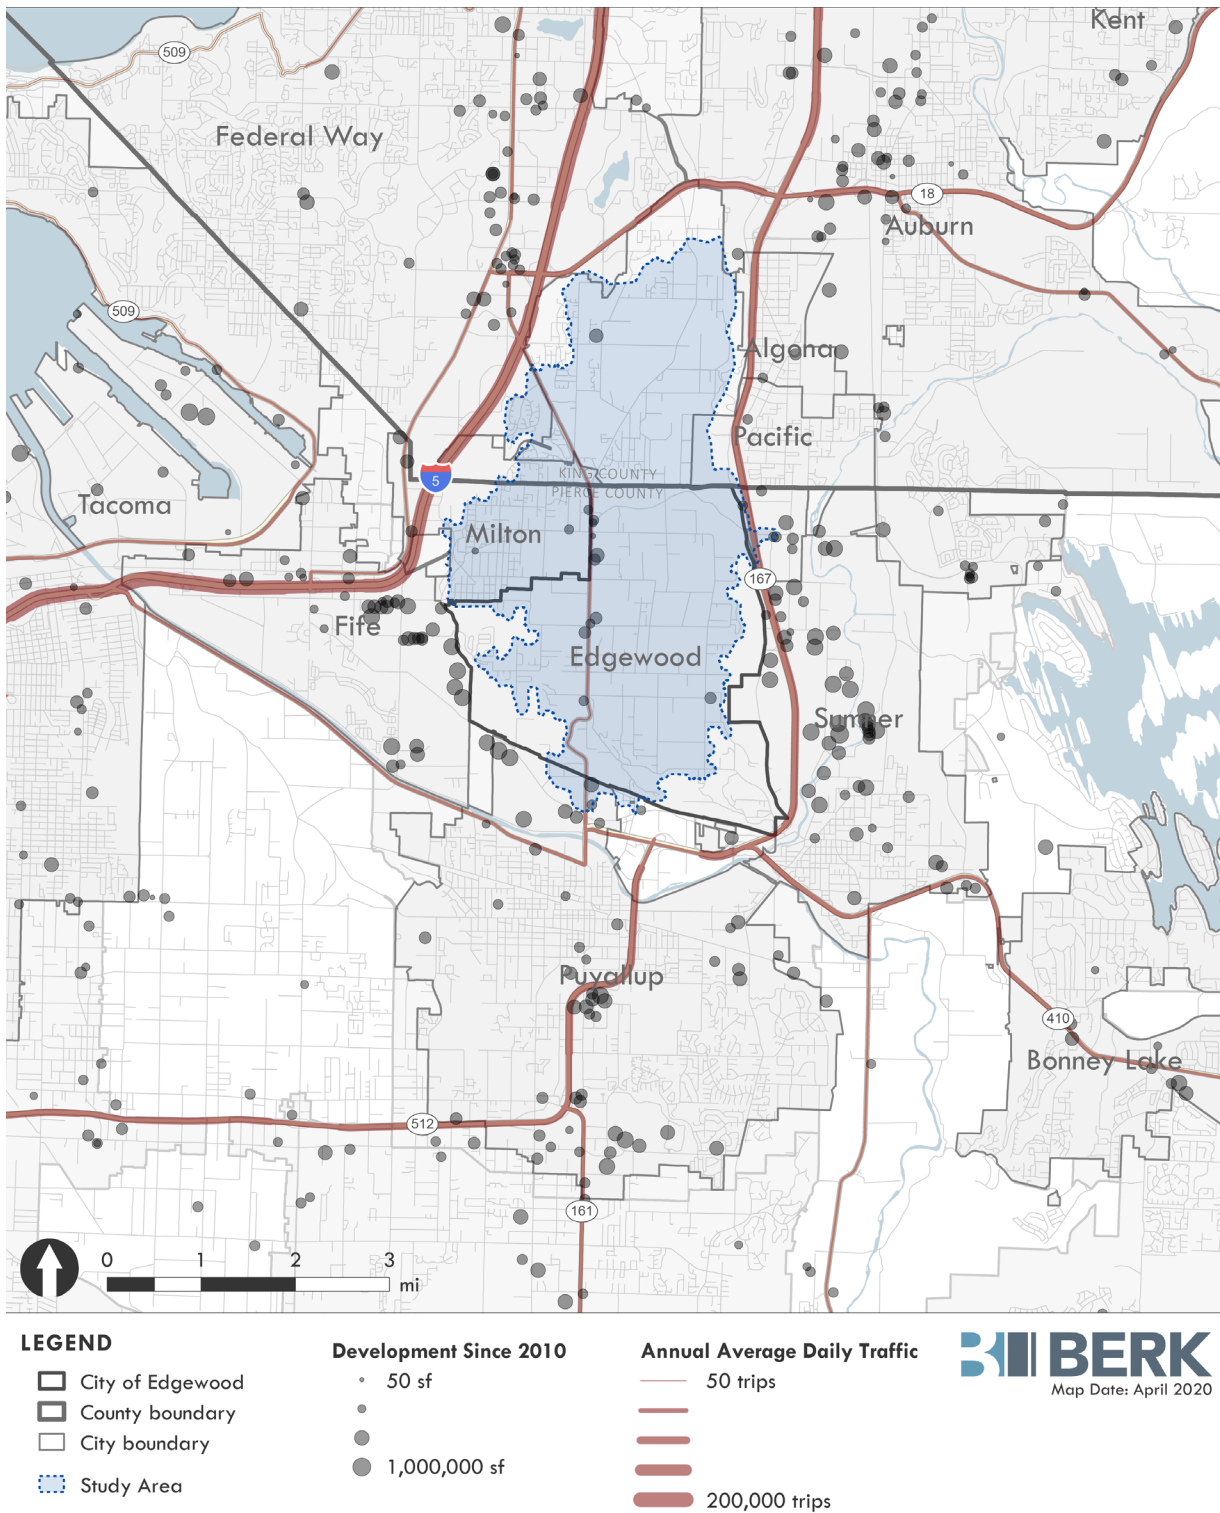 Kent
509
Federal Way
18
Auburn
509
Algona
Pacific
KING COUNTY
PIERCE COUNTY
5
Tacoma
Milton
167
Fife
Edgewood
Sumner
Puyallup
410
Bonney Lake
512
161
0 1 2 3
mi
LEGEND
City of Edgewood
County boundary
City boundary
Study Area
Development Since 2010
50 sf
1,000,000 sf
Annual Average Daily Traffic
50 trips
200,000 trips
BERK
Map Date: April 2020